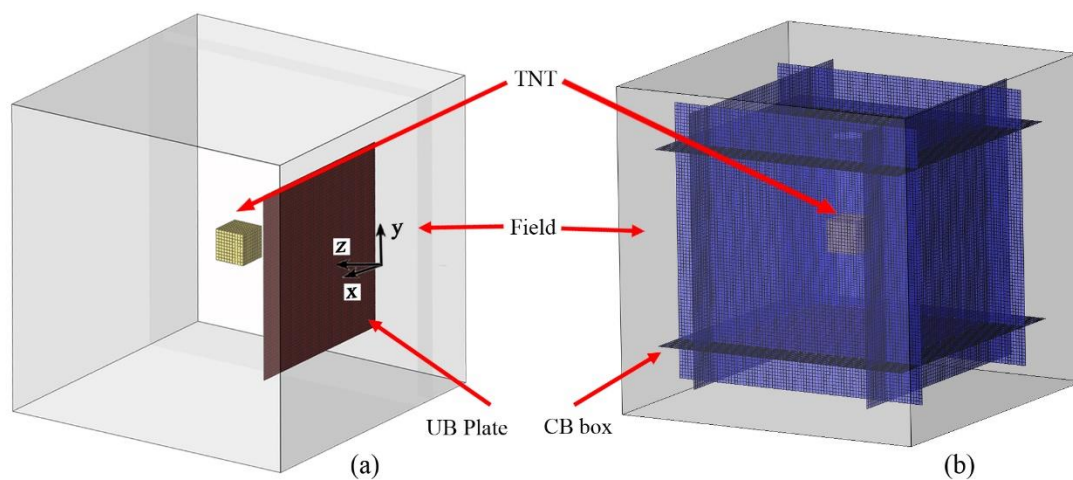 TNT
Field
y
z
x
UB Plate
CB box
(a)
(b)